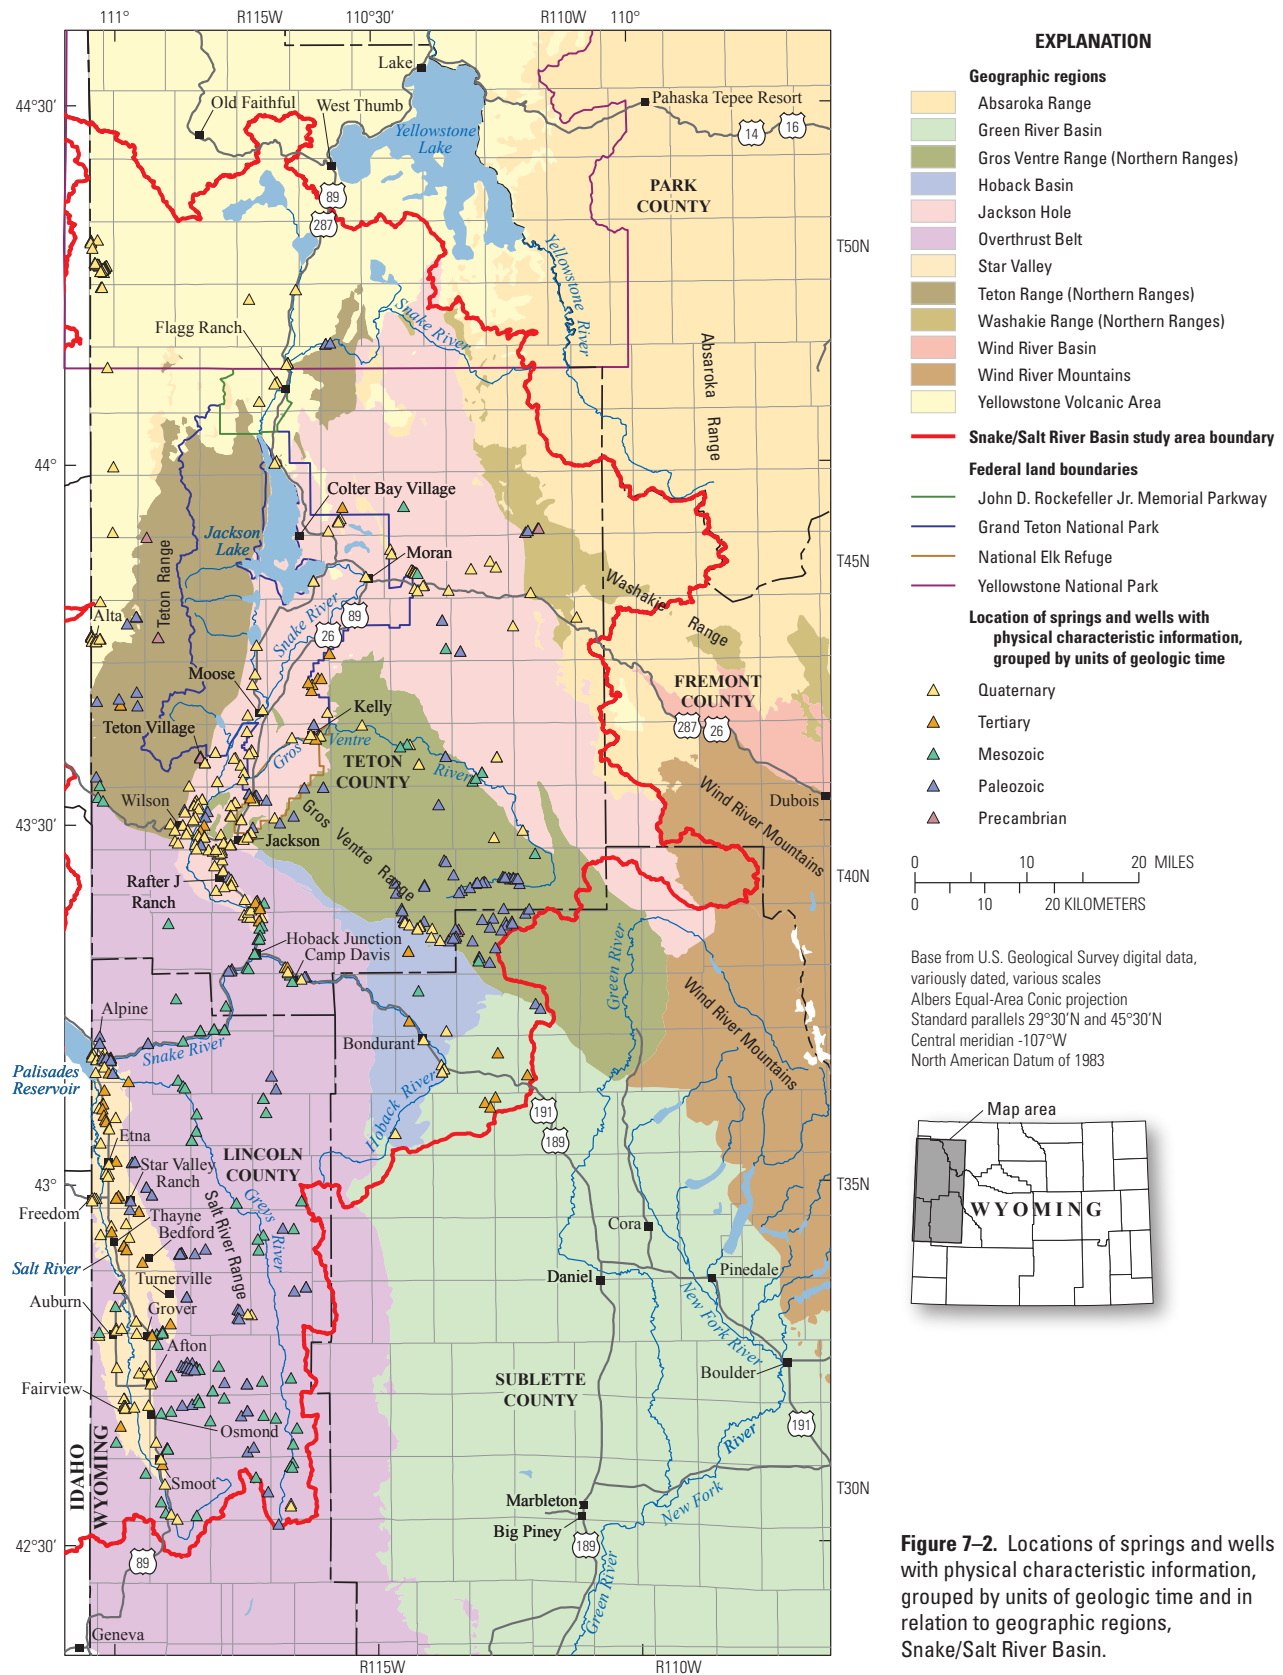 111°
R115W
110°30′
R110W
110°
44°30′
44°
43°30′
43°
42°30′
T50N
T45N
T40N
T35N
T30N
R115W
R110W
Lake
Old Faithful
West Thumb
Pahaska Tepee Resort
14
16
Yellowstone
Lake
PARK
COUNTY
89
287
Yellowstone River
Snake River
Flagg Ranch
Absaroka Range
Colter Bay Village
Jackson
Lake
Moran
Teton Range
Washakie Range
Alta
Snake River
89
26
Moose
FREMONT
COUNTY
287
26
Kelly
Teton Village
Gros Ventre River
TETON
COUNTY
Wilson
Dubois
Wind River Mountains
Gros Ventre Range
Jackson
Rafter J
Ranch
Hoback Junction
Camp Davis
Green River
Wind River Mountains
Alpine
Snake River
Bondurant
Palisades
Reservoir
Hoback River
191
189
Etna
LINCOLN
COUNTY
Star Valley
Ranch
Freedom
Salt River Range
Greys River
Thayne
Bedford
Cora
Salt River
Turnerville
Daniel
Pinedale
Auburn
Grover
New Fork River
Afton
Boulder
Fairview
SUBLETTE
COUNTY
191
Osmond
IDAHO
WYOMING
Smoot
New Fork River
Marbleton
Big Piney
189
Green River
89
Geneva
EXPLANATION
Geographic regions
Absaroka Range
Green River Basin
Gros Ventre Range (Northern Ranges)
Hoback Basin
Jackson Hole
Overthrust Belt
Star Valley
Teton Range (Northern Ranges)
Washakie Range (Northern Ranges)
Wind River Basin
Wind River Mountains
Yellowstone Volcanic Area
Snake/Salt River Basin study area boundary
Federal land boundaries
John D. Rockefeller Jr. Memorial Parkway
Grand Teton National Park
National Elk Refuge
Yellowstone National Park
Location of springs and wells with
physical characteristic information,
grouped by units of geologic time
Quaternary
Tertiary
Mesozoic
Paleozoic
Precambrian
0 10 20 MILES
0 10 20 KILOMETERS
Base from U.S. Geological Survey digital data,
variously dated, various scales
Albers Equal-Area Conic projection
Standard parallels 29°30′N and 45°30′N
Central meridian -107°W
North American Datum of 1983
Map area
WYOMING
Figure 7–2. Locations of springs and wells
with physical characteristic information,
grouped by units of geologic time and in
relation to geographic regions,
Snake/Salt River Basin.